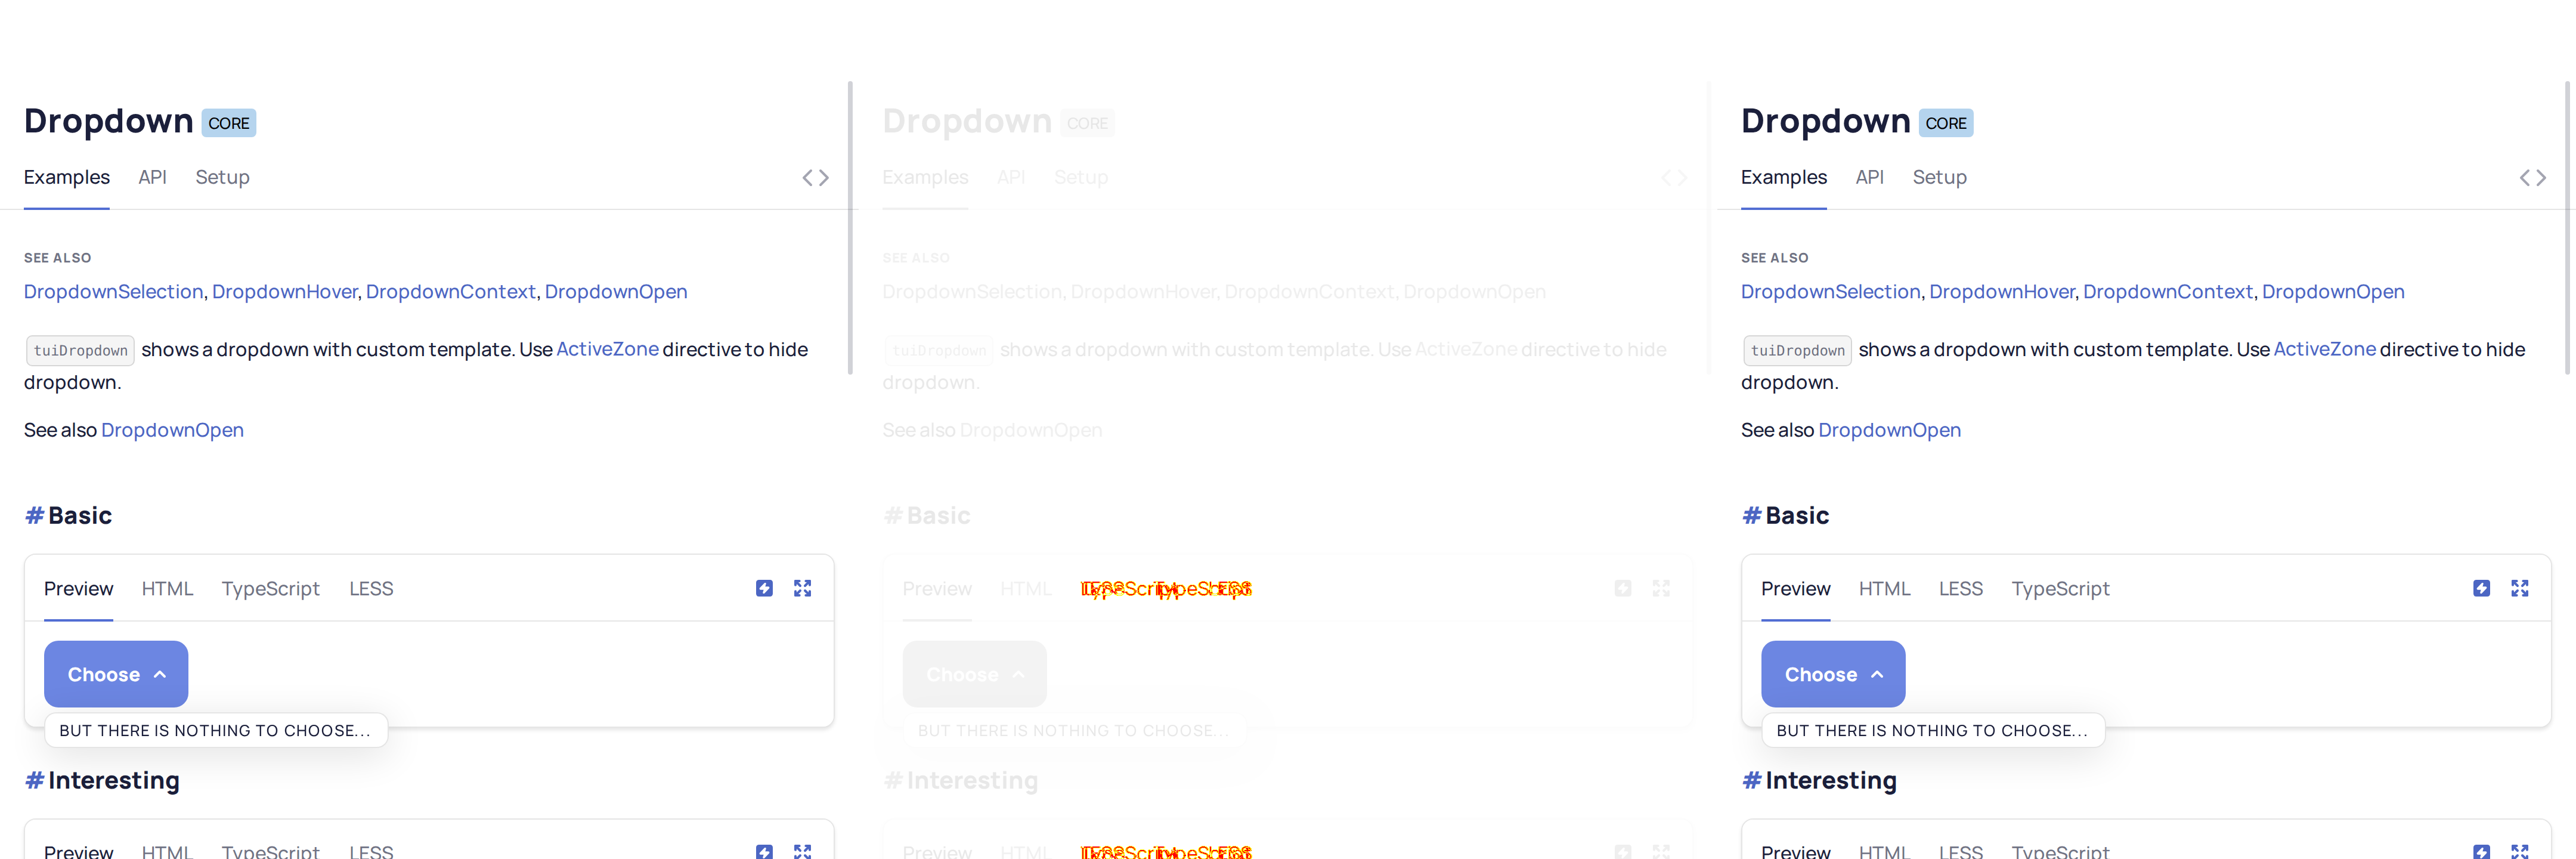 Dropdown CORE
Examples API Setup
SEE ALSO
DropdownSelection, DropdownHover, DropdownContext, DropdownOpen
tuiDropdown shows a dropdown with custom template. Use ActiveZone directive to hide
dropdown.
See also DropdownOpen
# Basic
Preview HTML TypeScript LESS
Choose
BUT THERE IS NOTHING TO CHOOSE...
# Interesting
Preview HTML TypeScript LESS
Dropdown CORE
Examples API Setup
SEE ALSO
DropdownSelection, DropdownHover, DropdownContext, DropdownOpen
tuiDropdown shows a dropdown with custom template. Use ActiveZone directive to hide
dropdown.
See also DropdownOpen
# Basic
Preview HTML
Choose
BUT THERE IS NOTHING TO CHOOSE...
# Interesting
Preview HTML
Dropdown CORE
Examples API Setup
SEE ALSO
DropdownSelection, DropdownHover, DropdownContext, DropdownOpen
tuiDropdown shows a dropdown with custom template. Use ActiveZone directive to hide
dropdown.
See also DropdownOpen
# Basic
Preview HTML LESS TypeScript
Choose
BUT THERE IS NOTHING TO CHOOSE...
# Interesting
Preview HTML LESS TypeScript